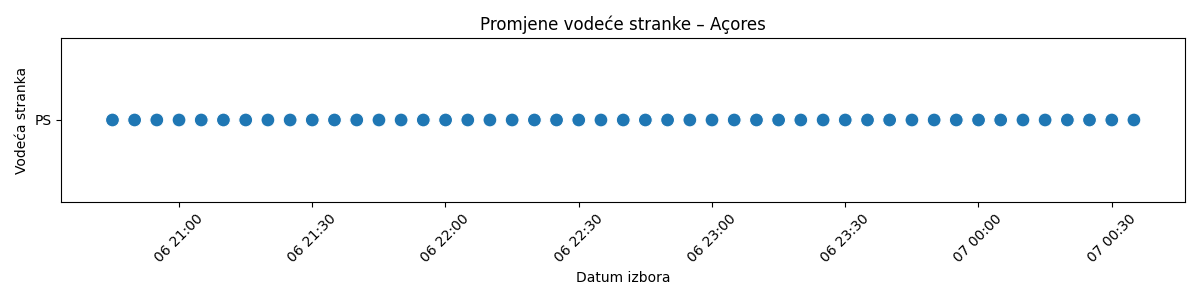 Promjene vodeće stranke – Açores
Vodeća stranka
PS
06 21:00
06 21:30
06 22:00
06 22:30
06 23:00
06 23:30
07 00:00
07 00:30
Datum izbora